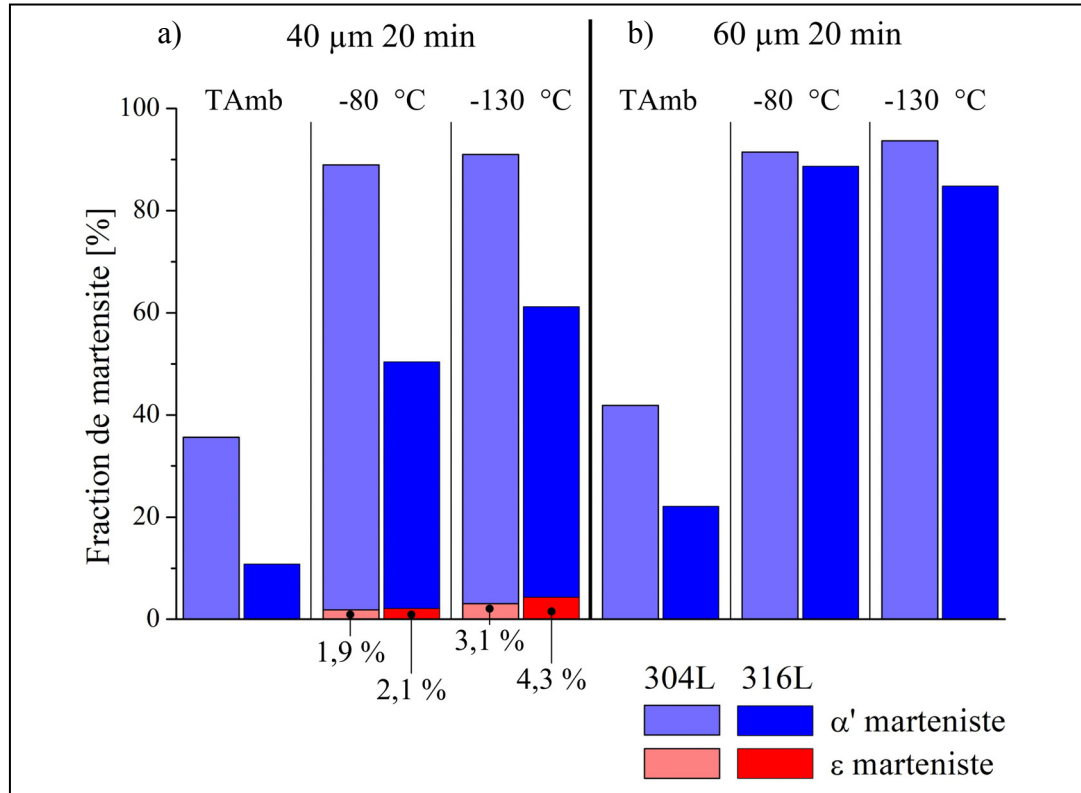 a) 40 µm 20 min
b) 60 µm 20 min
TAmb -80 °C -130 °C
TAmb -80 °C -130 °C
Fraction de martensite [%]
100
80
60
40
20
0
1,9 %
2,1 %
3,1 %
4,3 %
304L 316L
α' marteniste
ε marteniste